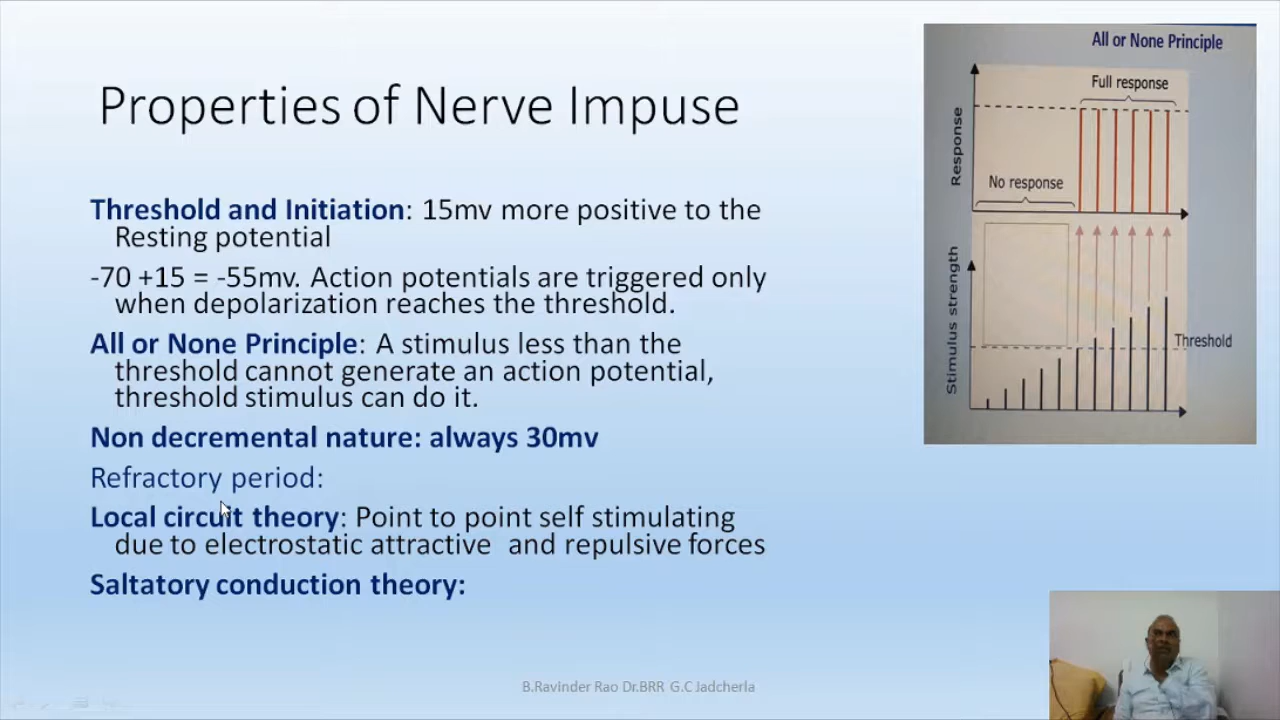 Properties of Nerve Impuse
Threshold and Initiation: 15mv more positive to the
Resting potential
-70 +15 = -55mv. Action potentials are triggered only
when depolarization reaches the threshold.
All or None Principle: A stimulus less than the
threshold cannot generate an action potential,
threshold stimulus can do it.
Non decremental nature: always 30mv
Refractory period:
Local circuit theory: Point to point self stimulating
due to electrostatic attractive and repulsive forces
Saltatory conduction theory:
All or None Principle
Full response
Response
No response
Stimulus strength
Threshold
B.Ravinder Rao Dr.BRR G.C Jadcherla